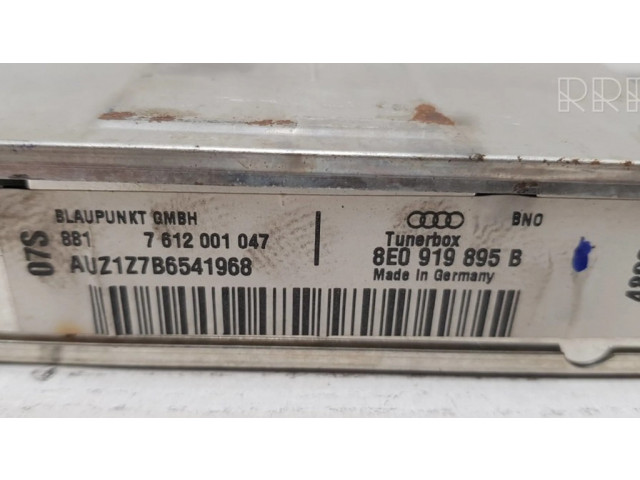 BLAUPUNKT GMBH
881 7 612 001 047
AUZ1Z7B6541968
07S
BNO
Tunerbox
8E0 919 895 B
Made in Germany